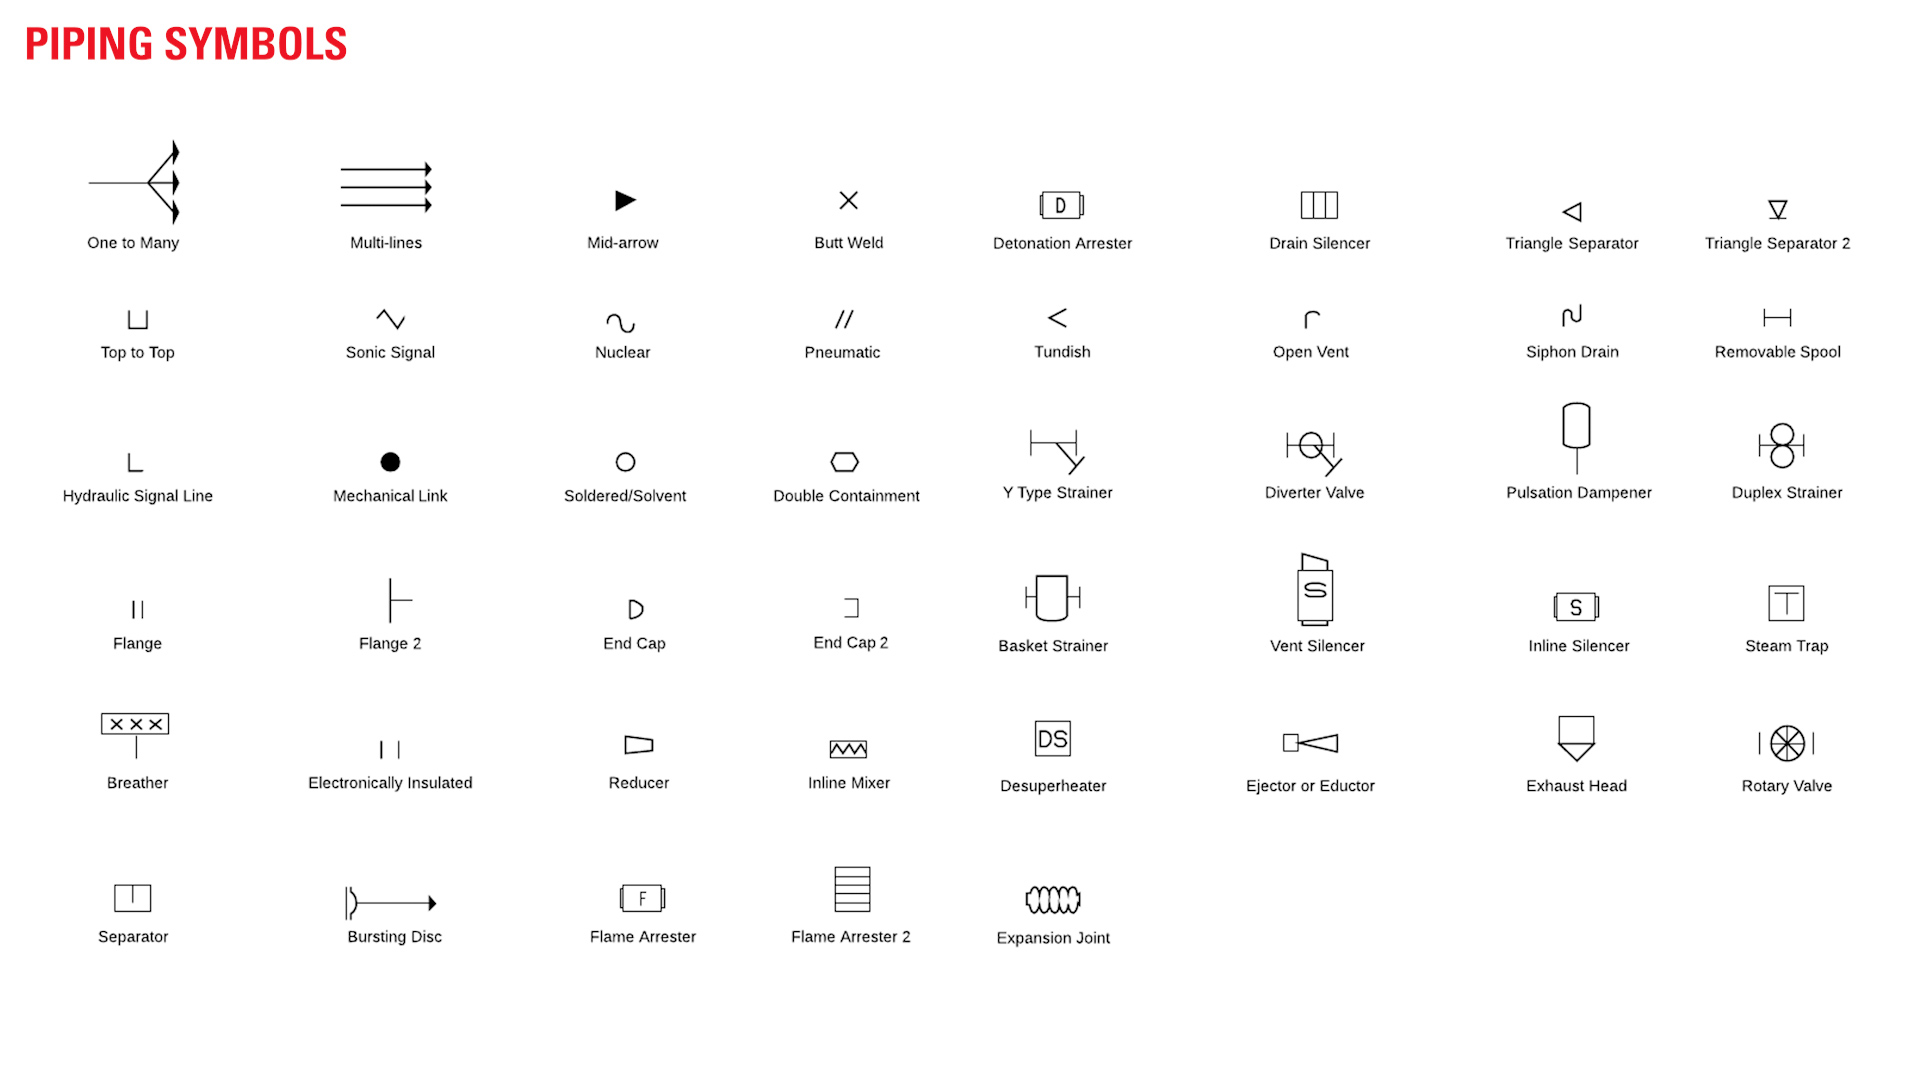 PIPING SYMBOLS
D
One to Many
Multi-lines
Mid-arrow
Butt Weld
Detonation Arrester
Drain Silencer
Triangle Separator
Triangle Separator 2
Top to Top
Sonic Signal
Nuclear
Pneumatic
Tundish
Open Vent
Siphon Drain
Removable Spool
Hydraulic Signal Line
Mechanical Link
Soldered/Solvent
Double Containment
Y Type Strainer
Diverter Valve
Pulsation Dampener
Duplex Strainer
S
S
T
Flange
Flange 2
End Cap
End Cap 2
Basket Strainer
Vent Silencer
Inline Silencer
Steam Trap
DS
Breather
Electronically Insulated
Reducer
Inline Mixer
Desuperheater
Ejector or Eductor
Exhaust Head
Rotary Valve
F
Separator
Bursting Disc
Flame Arrester
Flame Arrester 2
Expansion Joint